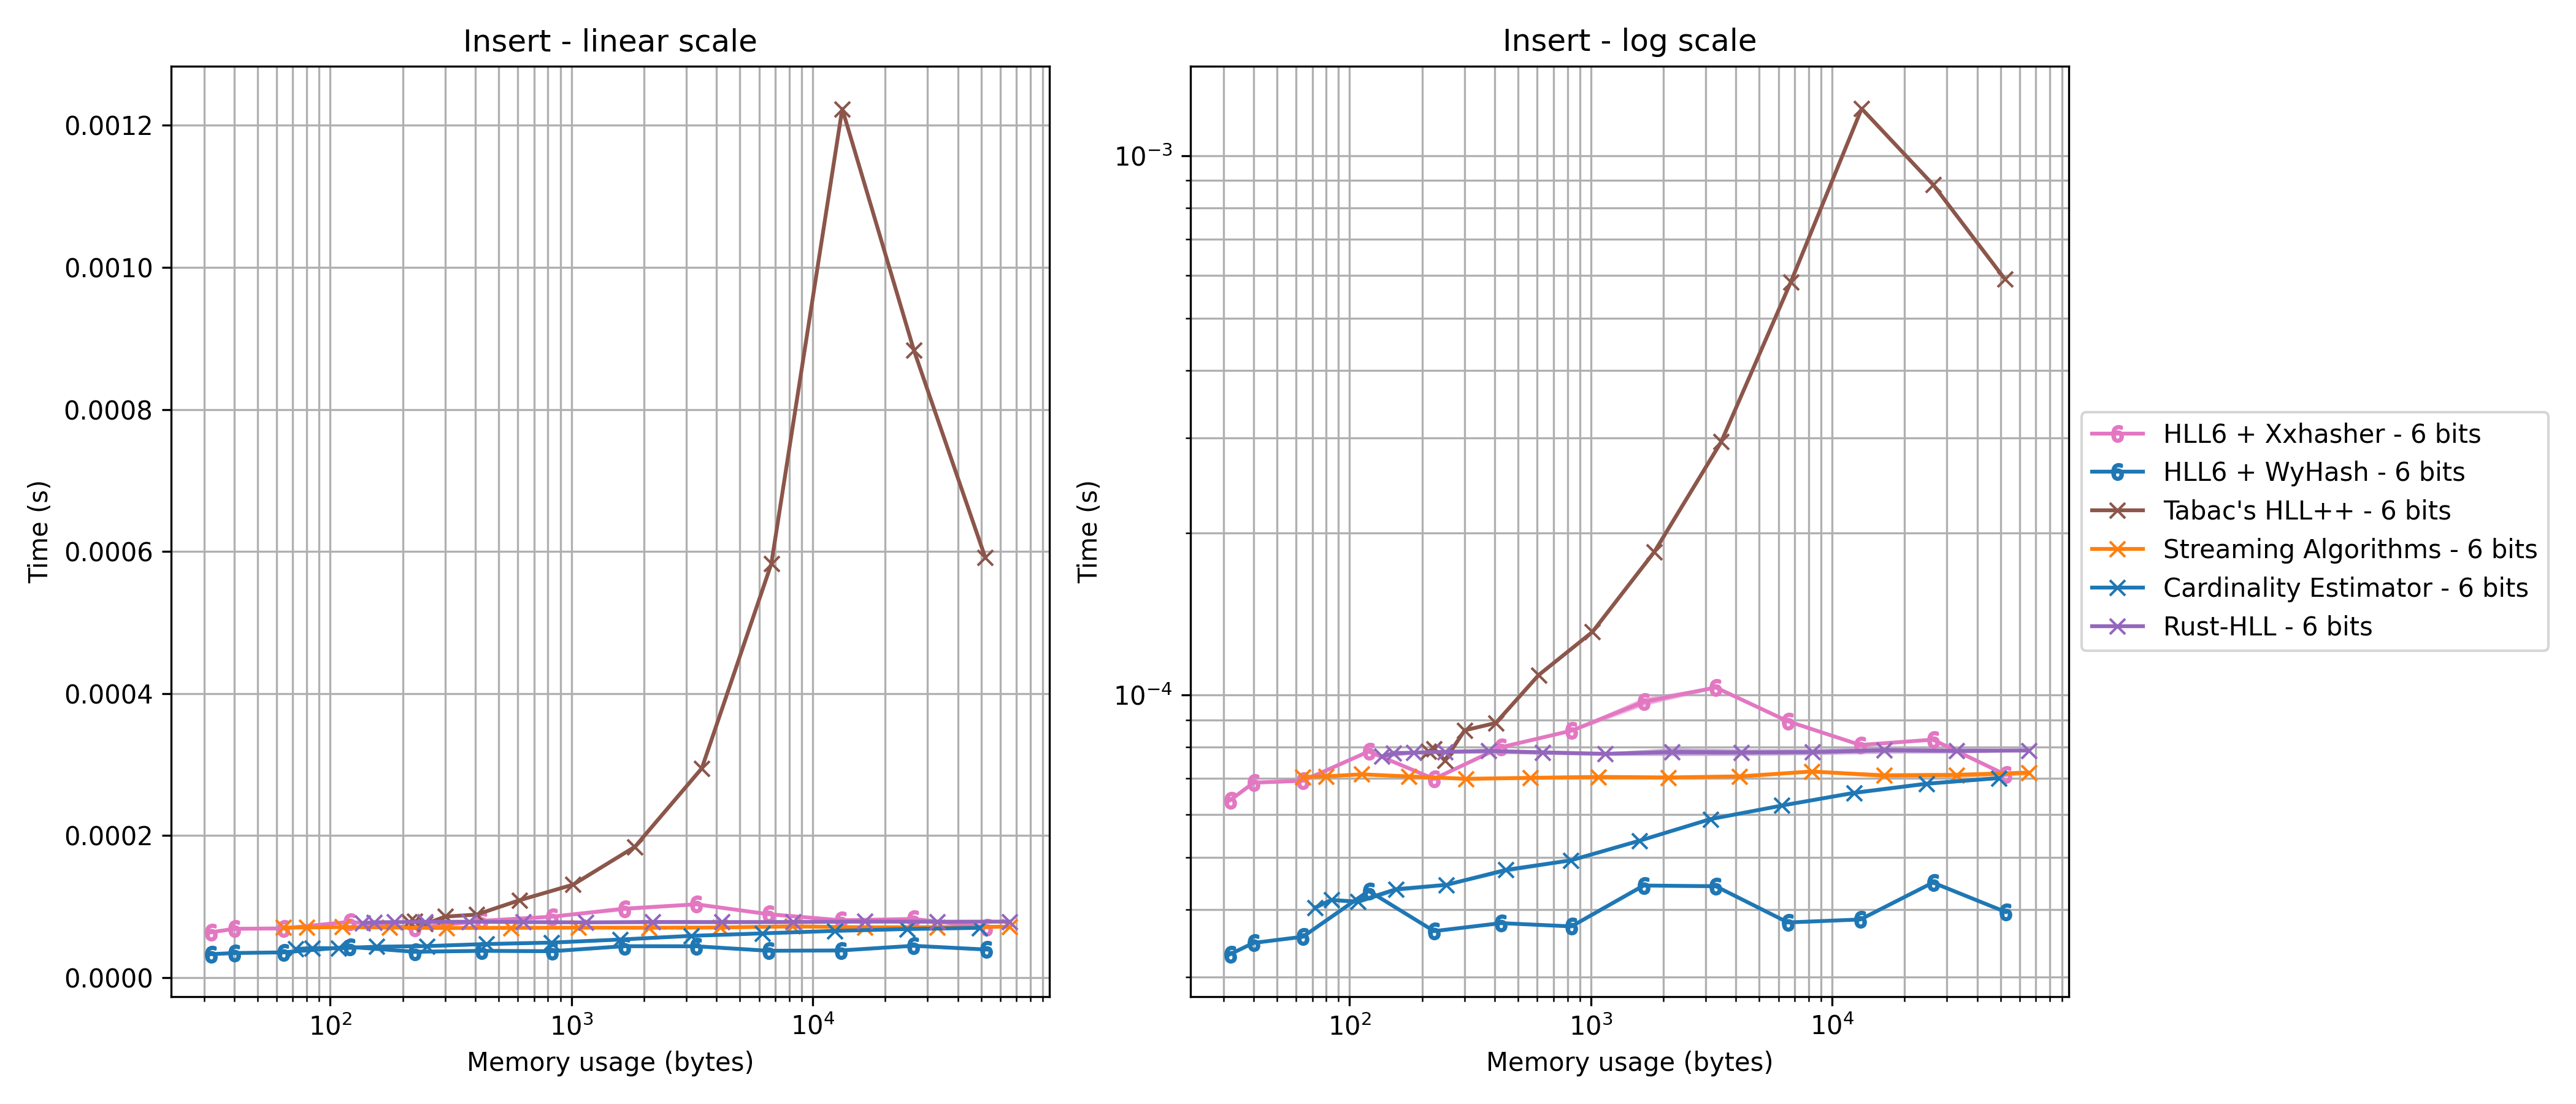 Insert - linear scale
0.0012
0.0010
0.0008
0.0006
0.0004
0.0002
0.0000
Time (s)
10²
10³
10⁴
Memory usage (bytes)
Insert - log scale
10⁻³
10⁻⁴
Time (s)
10²
10³
10⁴
Memory usage (bytes)
HLL6 + Xxhasher - 6 bits
HLL6 + WyHash - 6 bits
Tabac's HLL++ - 6 bits
Streaming Algorithms - 6 bits
Cardinality Estimator - 6 bits
Rust-HLL - 6 bits